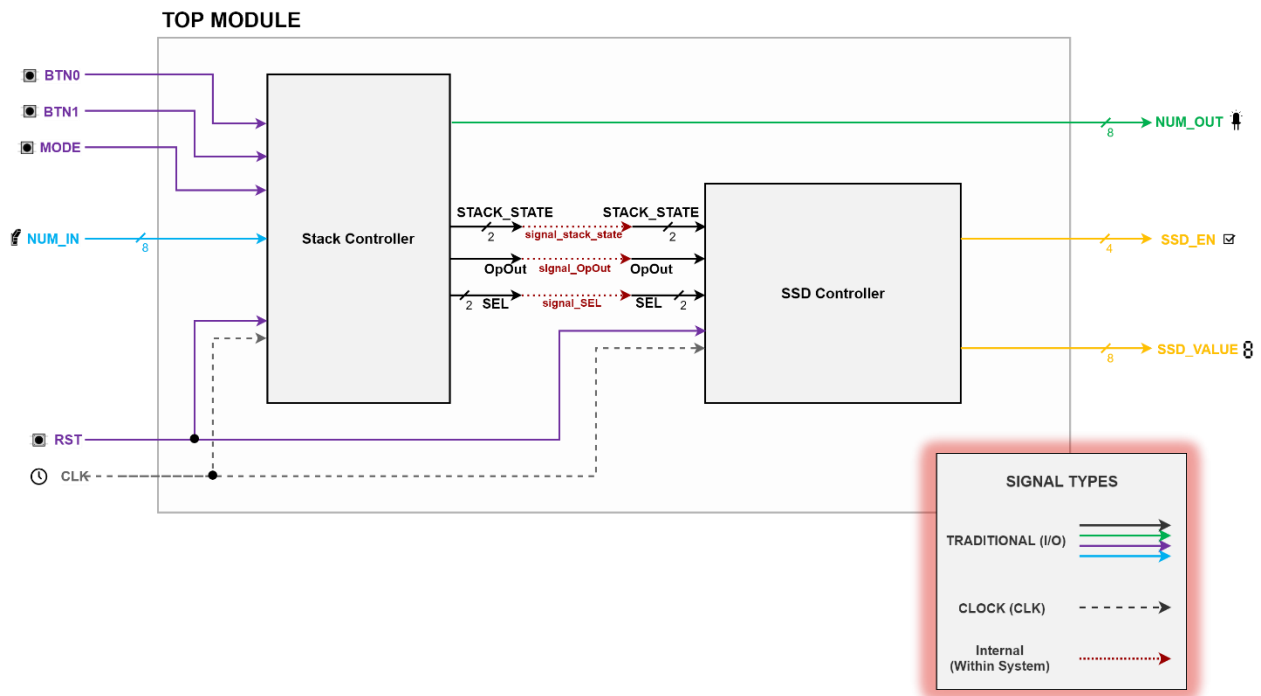 TOP MODULE
BTN0
BTN1
MODE
NUM_IN
8
RST
CLK
Stack Controller
STACK_STATE
2
signal_stack_state
STACK_STATE
2
OpOut
signal_OpOut
OpOut
2
SEL
signal_SEL
SEL
2
SSD Controller
8
NUM_OUT
4
SSD_EN
8
SSD_VALUE
SIGNAL TYPES
TRADITIONAL (I/O)
CLOCK (CLK)
Internal
(Within System)